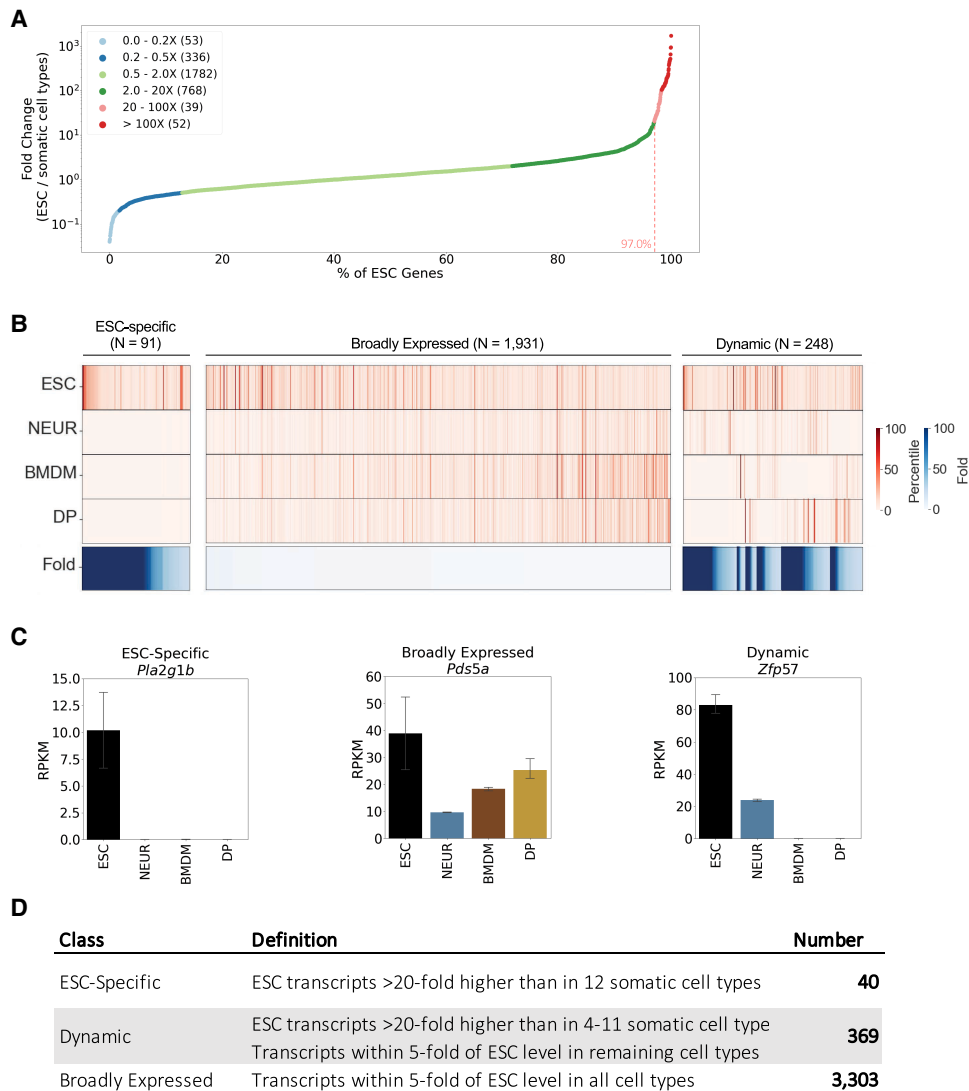 A
Fold Change
(ESC / somatic cell types)
10³
10²
10¹
10⁰
10⁻¹
0.0 - 0.2X (53)
0.2 - 0.5X (336)
0.5 - 2.0X (1782)
2.0 - 20X (768)
20 - 100X (39)
> 100X (52)
97.0%
0 20 40 60 80 100
% of ESC Genes
B
ESC-specific
(N = 91)
Broadly Expressed (N = 1,931)
Dynamic (N = 248)
ESC
NEUR
BMDM
DP
Fold
100
50
0
Percentile
100
50
0
Fold
C
ESC-Specific
Pla2g1b
RPKM
15.0
12.5
10.0
7.5
5.0
2.5
0.0
ESC NEUR BMDM DP
Broadly Expressed
Pds5a
RPKM
60
50
40
30
20
10
0
ESC NEUR BMDM DP
Dynamic
Zfp57
RPKM
100
80
60
40
20
0
ESC NEUR BMDM DP
D
Class Definition Number
ESC-Specific ESC transcripts >20-fold higher than in 12 somatic cell types 40
Dynamic ESC transcripts >20-fold higher than in 4-11 somatic cell type 369
Transcripts within 5-fold of ESC level in remaining cell types
Broadly Expressed Transcripts within 5-fold of ESC level in all cell types 3,303